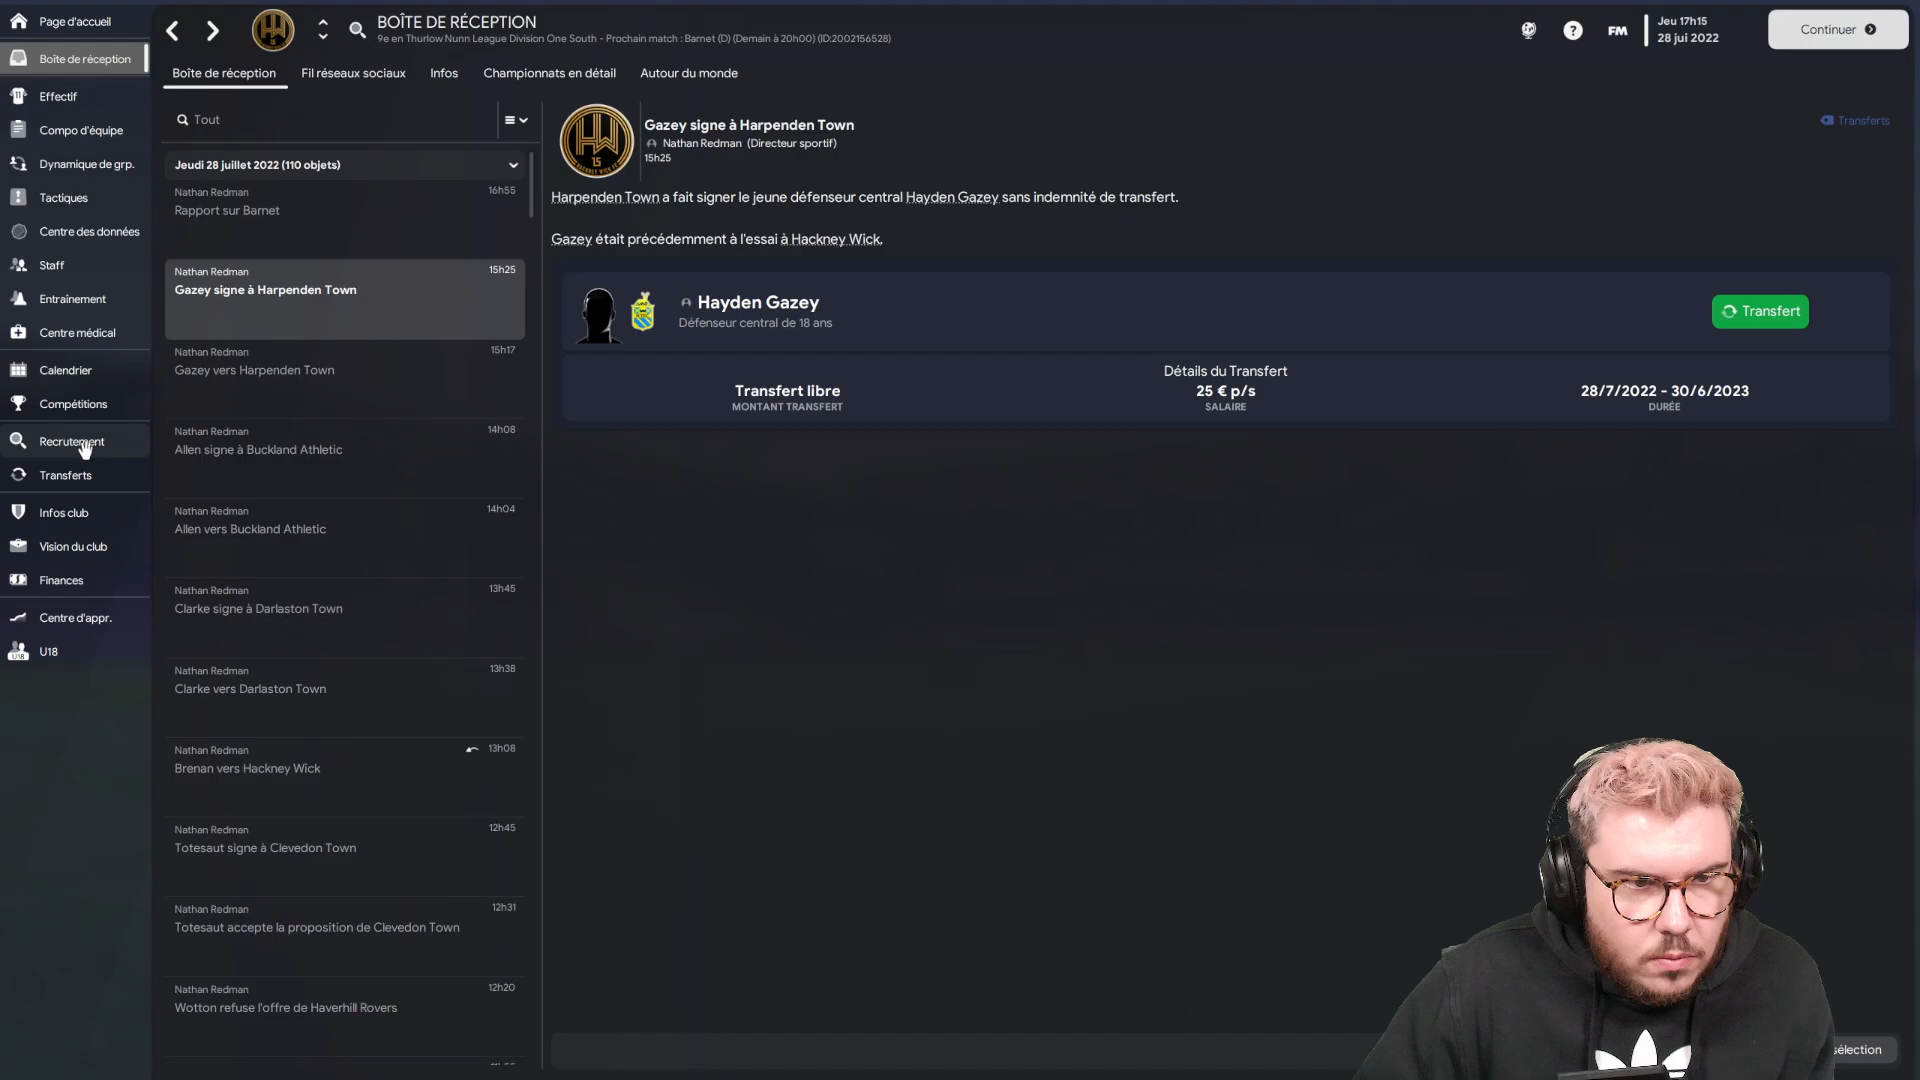 Page d'accueil
Boîte de réception
Effectif
Compo d'équipe
Dynamique de grp.
Tactiques
Centre des données
Staff
Entraînement
Centre médical
Calendrier
Compétitions
Recrutement
Transferts
Infos club
Vision du club
Finances
Centre d'appr.
U18
U18
BOÎTE DE RÉCEPTION
9e en Thurlow Nunn League Division One South - Prochain match : Barnet (D) (Demain à 20h00) (ID:2002156528)
FM
Jeu 17h15
28 jui 2022
Continuer
Boîte de réception
Fil réseaux sociaux
Infos
Championnats en détail
Autour du monde
Tout
Jeudi 28 juillet 2022 (110 objets)
Nathan Redman 16h55
Rapport sur Barnet
Nathan Redman 15h25
Gazey signe à Harpenden Town
Nathan Redman 15h17
Gazey vers Harpenden Town
Nathan Redman 14h08
Allen signe à Buckland Athletic
Nathan Redman 14h04
Allen vers Buckland Athletic
Nathan Redman 13h45
Clarke signe à Darlaston Town
Nathan Redman 13h38
Clarke vers Darlaston Town
Nathan Redman 13h08
Brenan vers Hackney Wick
Nathan Redman 12h45
Totesaut signe à Clevedon Town
Nathan Redman 12h31
Totesaut accepte la proposition de Clevedon Town
Nathan Redman 12h20
Wotton refuse l'offre de Haverhill Rovers
HW
15
Gazey signe à Harpenden Town
Nathan Redman (Directeur sportif)
15h25
Transferts
Harpenden Town a fait signer le jeune défenseur central Hayden Gazey sans indemnité de transfert.
Gazey était précédemment à l'essai à Hackney Wick.
Hayden Gazey
Défenseur central de 18 ans
Transfert
Détails du Transfert
Transfert libre
MONTANT TRANSFERT
25 € p/s
SALAIRE
28/7/2022 - 30/6/2023
DURÉE
sélection